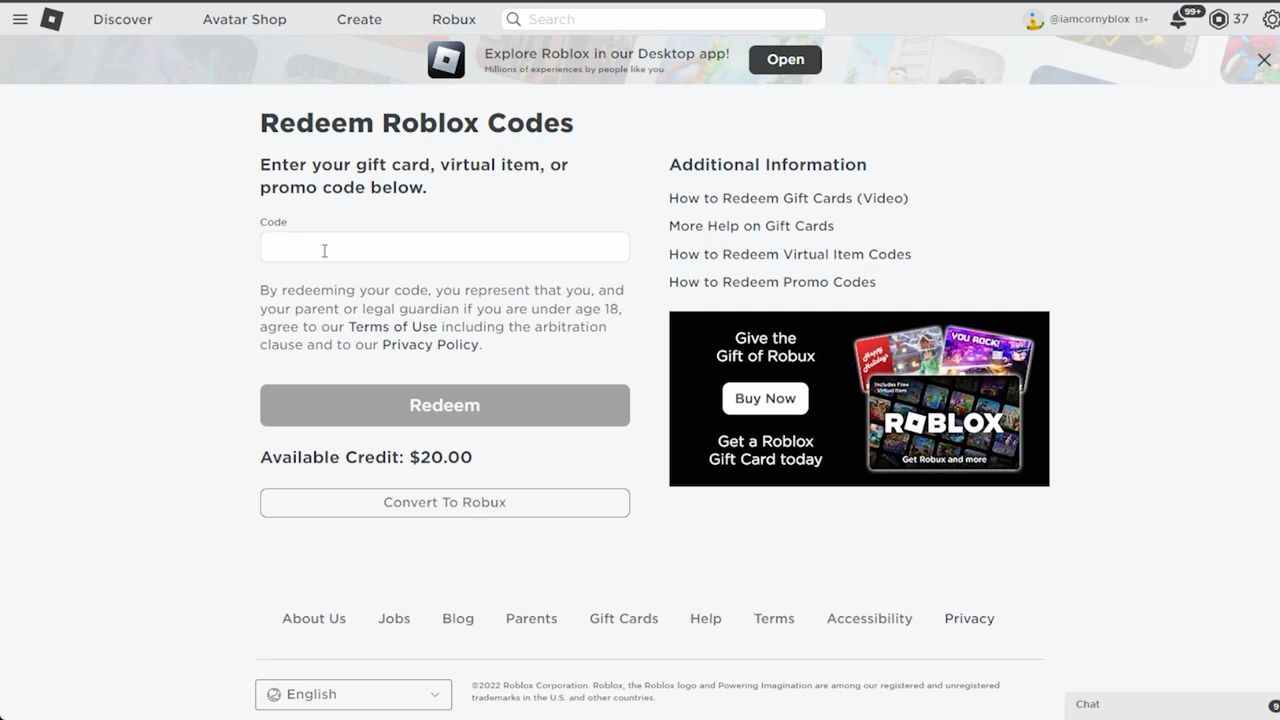 Discover Avatar Shop Create Robux Search @iamcornyblox 13+ 99+ 37
Explore Roblox in our Desktop app!
Millions of experiences by people like you
Open
Redeem Roblox Codes
Enter your gift card, virtual item, or
promo code below.
Code
By redeeming your code, you represent that you, and
your parent or legal guardian if you are under age 18,
agree to our Terms of Use including the arbitration
clause and to our Privacy Policy.
Redeem
Available Credit: $20.00
Convert To Robux
Additional Information
How to Redeem Gift Cards (Video)
More Help on Gift Cards
How to Redeem Virtual Item Codes
How to Redeem Promo Codes
Give the
Gift of Robux
Buy Now
Get a Roblox
Gift Card today
Happy
Holidays!
YOU ROCK!
Includes Free
Virtual Item
ROBLOX
Get Robux and more
About Us Jobs Blog Parents Gift Cards Help Terms Accessibility Privacy
English
©2022 Roblox Corporation. Roblox, the Roblox logo and Powering Imagination are among our registered and unregistered
trademarks in the U.S. and other countries.
Chat
9